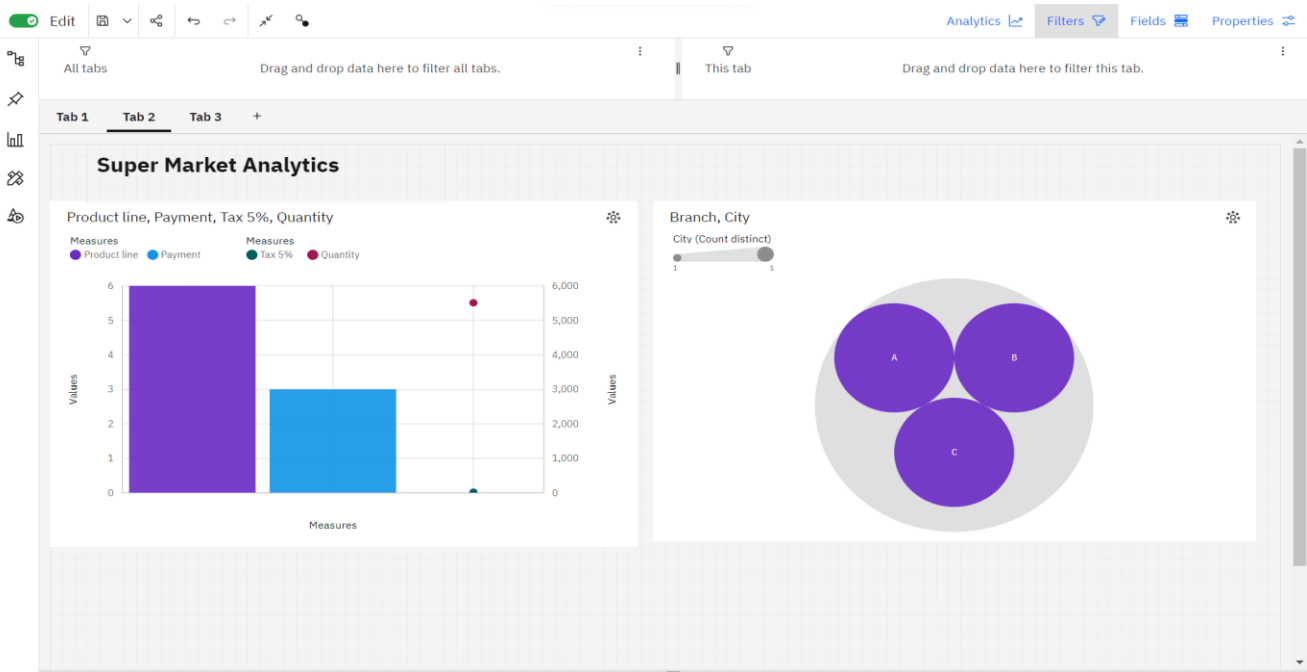 Edit
Analytics Filters Fields Properties
All tabs Drag and drop data here to filter all tabs.
This tab Drag and drop data here to filter this tab.
Tab 1 Tab 2 Tab 3 +
Super Market Analytics
Product line, Payment, Tax 5%, Quantity
Measures Measures
Product line Payment Tax 5% Quantity
6 6,000
5 5,000
4 4,000
3 3,000
2 2,000
1 1,000
0 0
Values
Values
Measures
Branch, City
City (Count distinct)
1 1
A B
C